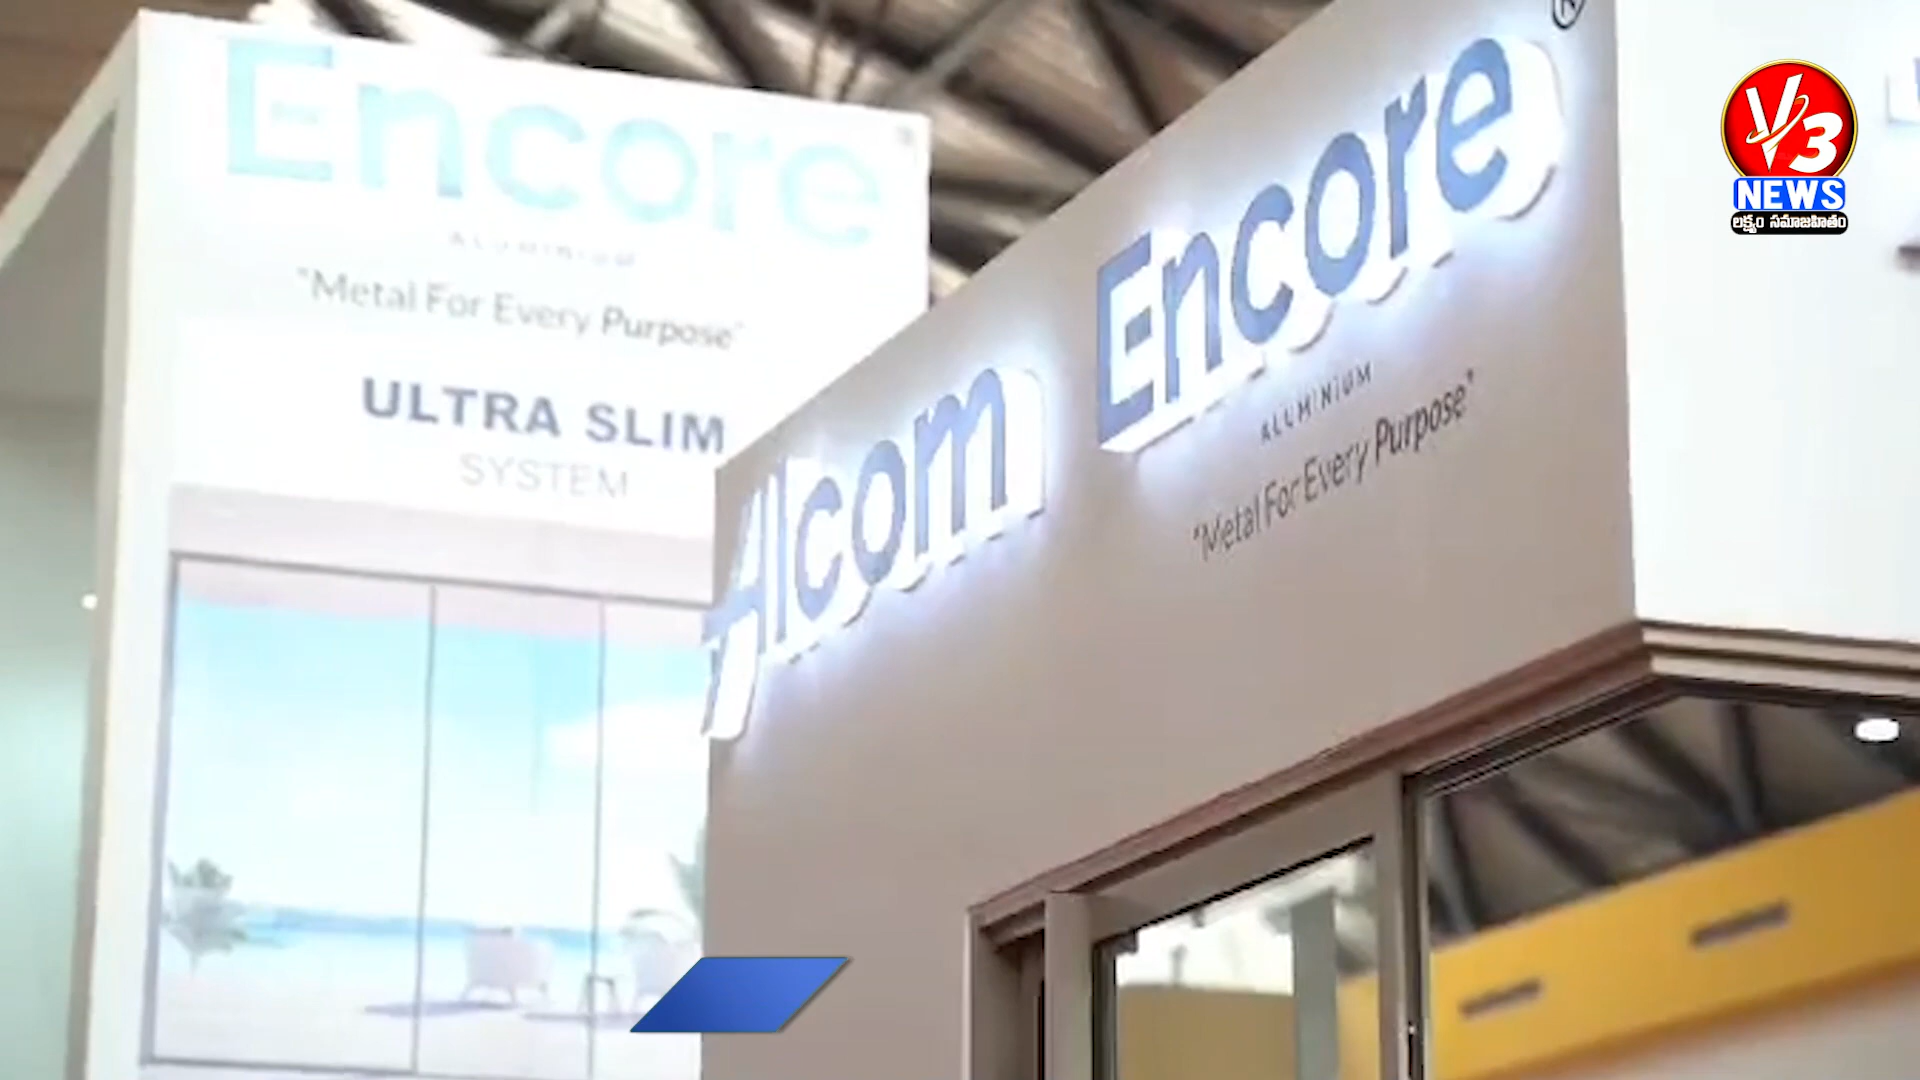 Encore
ALUMINIUM
"Metal For Every Purpose"
ULTRA SLIM
SYSTEM
Alcom
Encore
®
ALUMINIUM
"Metal For Every Purpose"
V3
NEWS
లక్ష్యం సమాజహితం